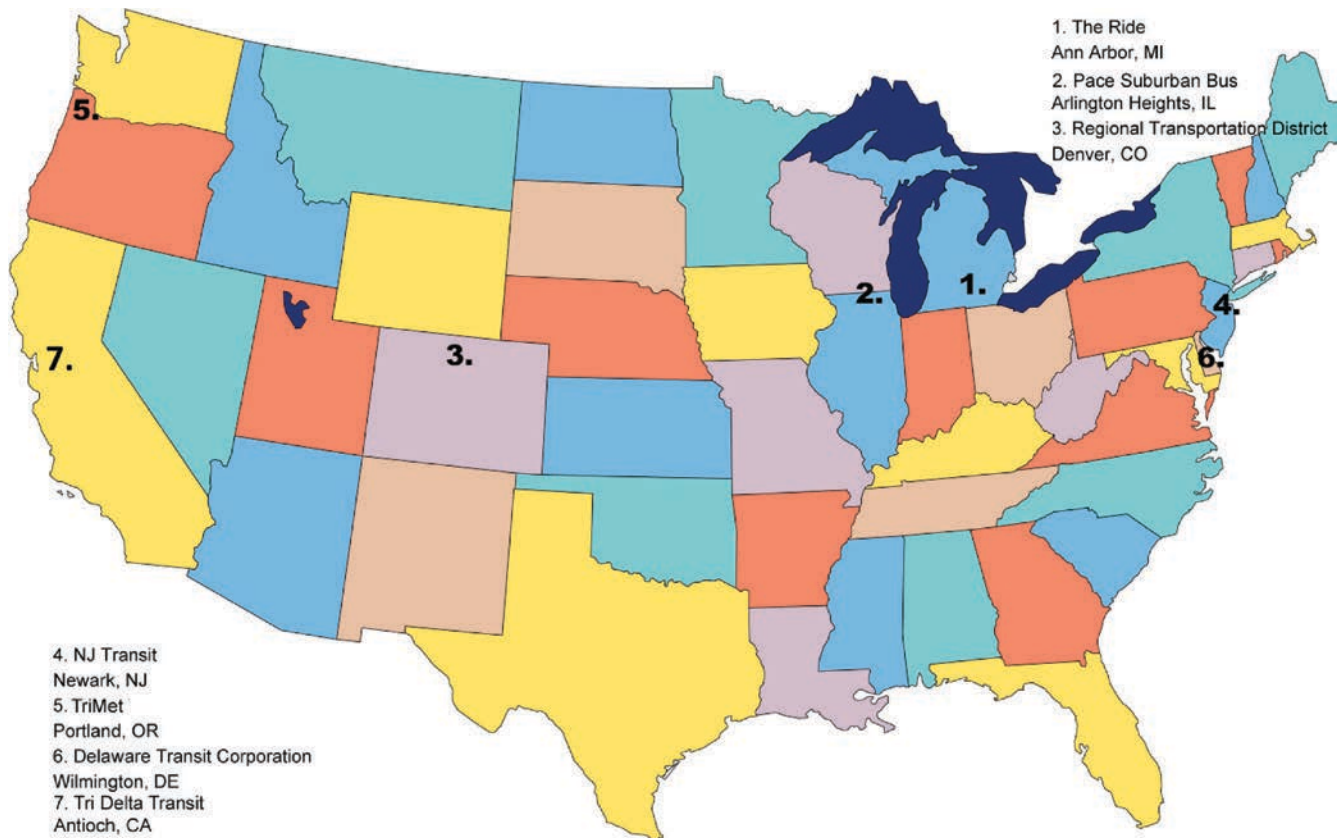 1. The Ride
Ann Arbor, MI
2. Pace Suburban Bus
Arlington Heights, IL
3. Regional Transportation District
Denver, CO
5.
1.
2.
4.
3.
6.
7.
4. NJ Transit
Newark, NJ
5. TriMet
Portland, OR
6. Delaware Transit Corporation
Wilmington, DE
7. Tri Delta Transit
Antioch, CA